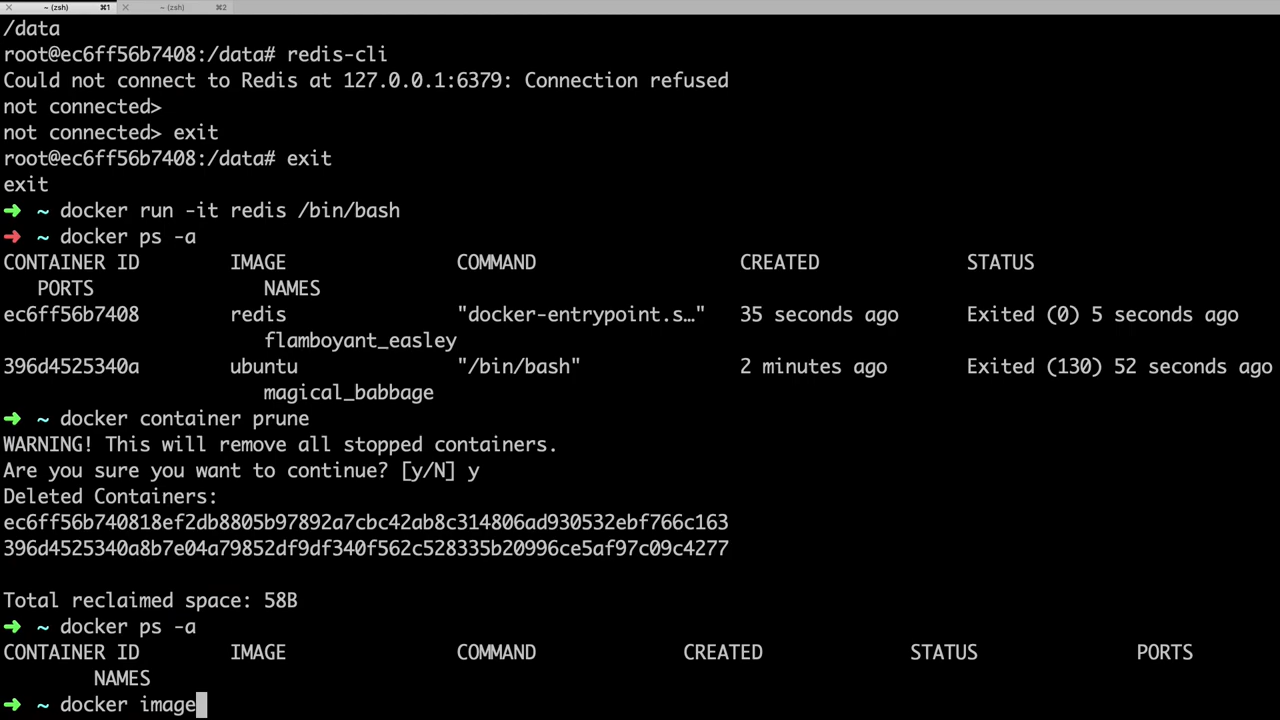 ~ (zsh) ⌘1 ~ (zsh) ⌘2
/data
root@ec6ff56b7408:/data# redis-cli
Could not connect to Redis at 127.0.0.1:6379: Connection refused
not connected>
not connected> exit
root@ec6ff56b7408:/data# exit
exit
➜ ~ docker run -it redis /bin/bash
➜ ~ docker ps -a
CONTAINER ID IMAGE COMMAND CREATED STATUS
PORTS NAMES
ec6ff56b7408 redis "docker-entrypoint.s…" 35 seconds ago Exited (0) 5 seconds ago
flamboyant_easley
396d4525340a ubuntu "/bin/bash" 2 minutes ago Exited (130) 52 seconds ago
magical_babbage
➜ ~ docker container prune
WARNING! This will remove all stopped containers.
Are you sure you want to continue? [y/N] y
Deleted Containers:
ec6ff56b740818ef2db8805b97892a7cbc42ab8c314806ad930532ebf766c163
396d4525340a8b7e04a79852df9df340f562c528335b20996ce5af97c09c4277
Total reclaimed space: 58B
➜ ~ docker ps -a
CONTAINER ID IMAGE COMMAND CREATED STATUS PORTS
NAMES
➜ ~ docker image